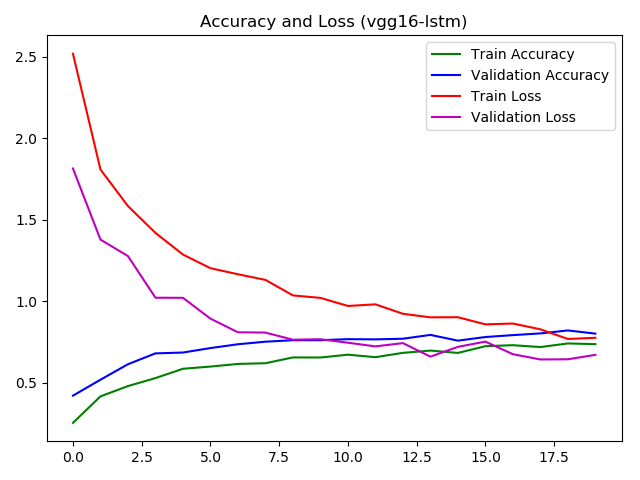 Accuracy and Loss (vgg16-lstm)
Train Accuracy
Validation Accuracy
Train Loss
Validation Loss
2.5
2.0
1.5
1.0
0.5
0.0 2.5 5.0 7.5 10.0 12.5 15.0 17.5